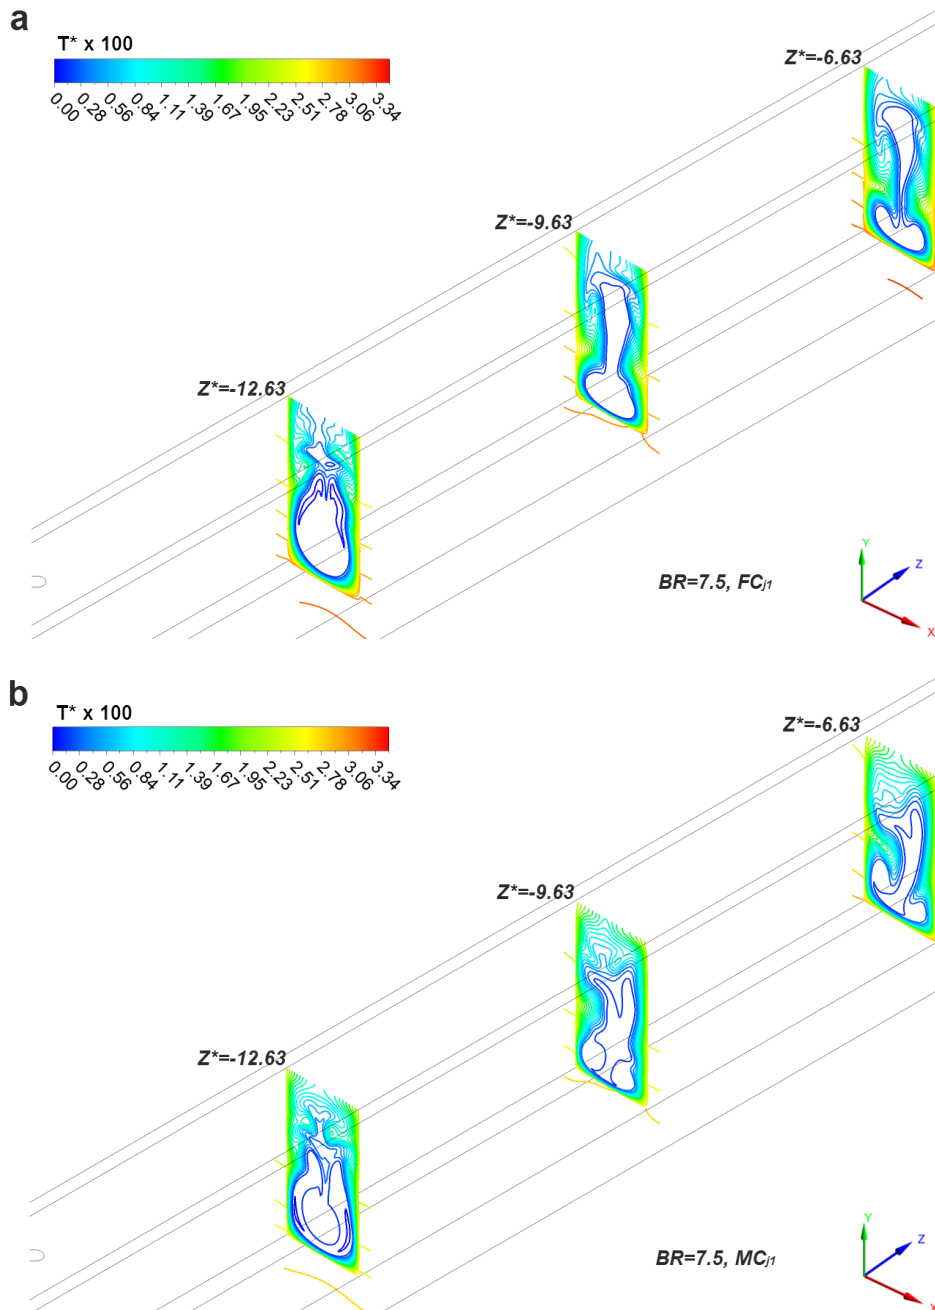 a
T* x 100
0.00 0.28 0.56 0.84 1.11 1.39 1.67 1.95 2.23 2.51 2.78 3.06 3.34
Z*=-6.63
Z*=-9.63
Z*=-12.63
BR=7.5, FCj1
Y
Z
X
b
T* x 100
0.00 0.28 0.56 0.84 1.11 1.39 1.67 1.95 2.23 2.51 2.78 3.06 3.34
Z*=-6.63
Z*=-9.63
Z*=-12.63
BR=7.5, MCj1
Y
Z
X